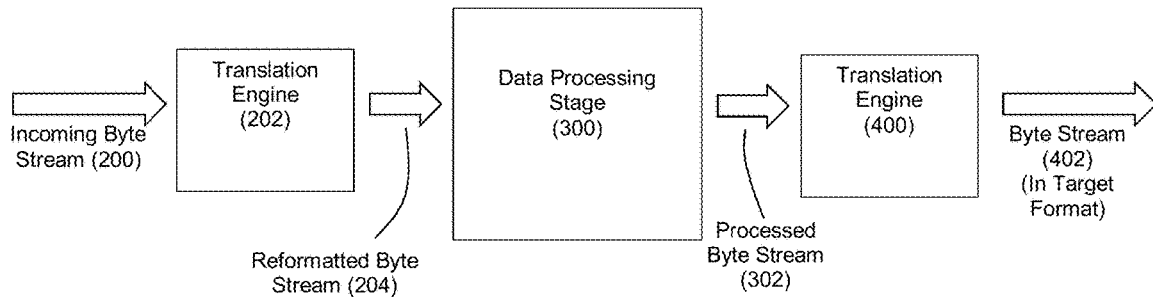 Incoming Byte
Stream (200)
Translation
Engine
(202)
Reformatted Byte
Stream (204)
Data Processing
Stage
(300)
Processed
Byte Stream
(302)
Translation
Engine
(400)
Byte Stream
(402)
(In Target
Format)